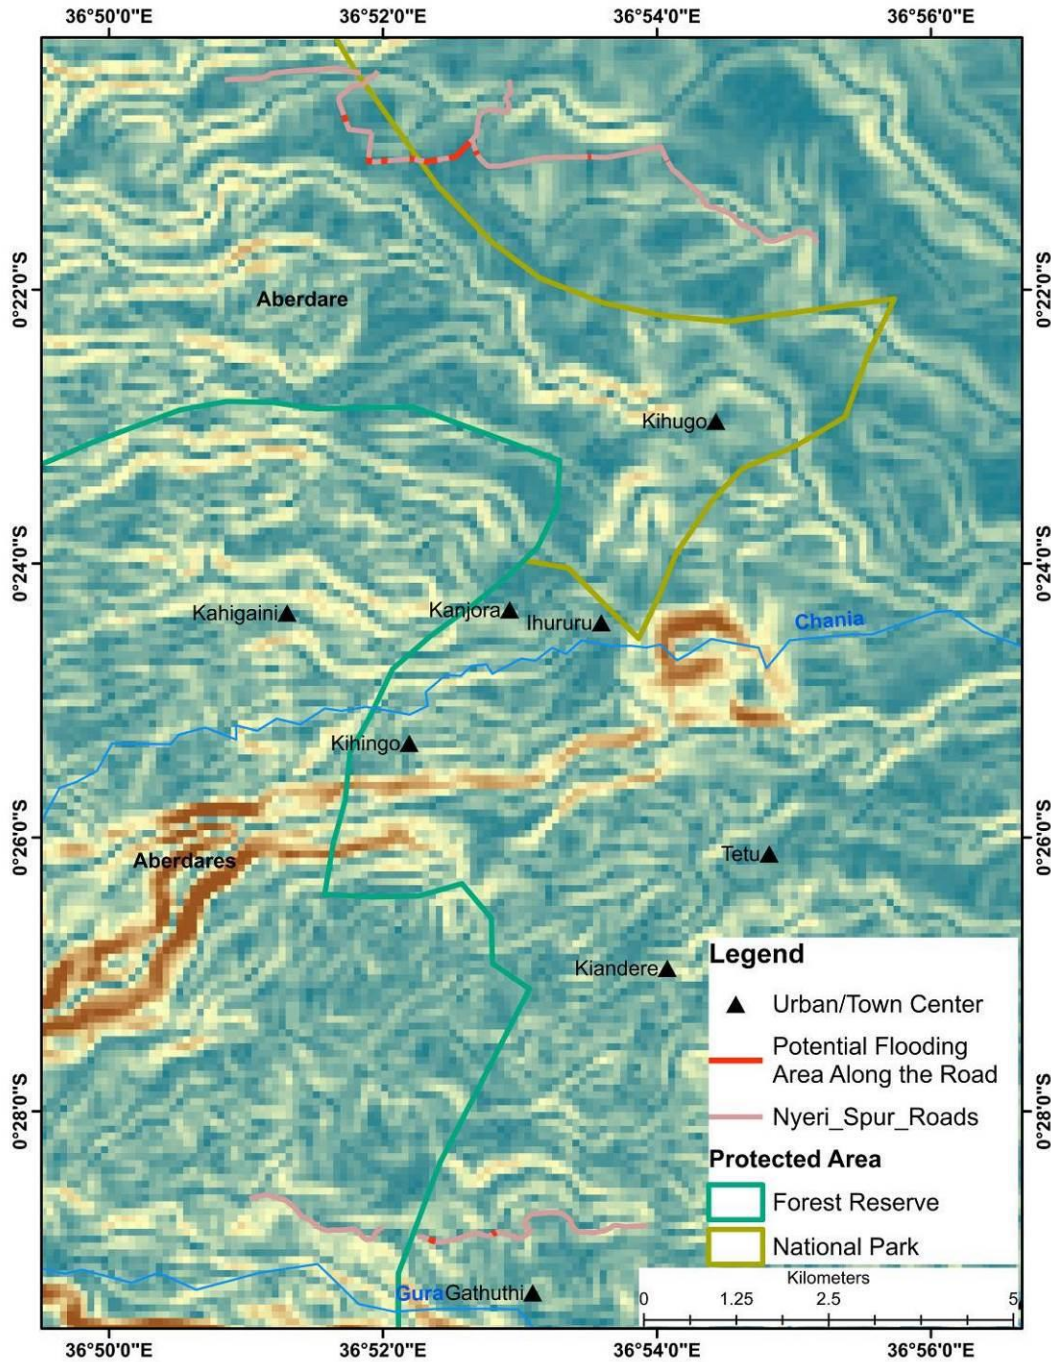 36°50'0"E 36°52'0"E 36°54'0"E 36°56'0"E
0°22'0"S 0°22'0"S
Aberdare
Kihugo
0°24'0"S 0°24'0"S
Kahigaini
Kanjora
Ihururu
Chania
Kihingo
0°26'0"S 0°26'0"S
Aberdares
Tetu
Kiandere
Legend
Urban/Town Center
Potential Flooding
Area Along the Road
Nyeri_Spur_Roads
Protected Area
Forest Reserve
National Park
0°28'0"S 0°28'0"S
Kilometers
0 1.25 2.5 5
Gura
Gathuthi
36°50'0"E 36°52'0"E 36°54'0"E 36°56'0"E